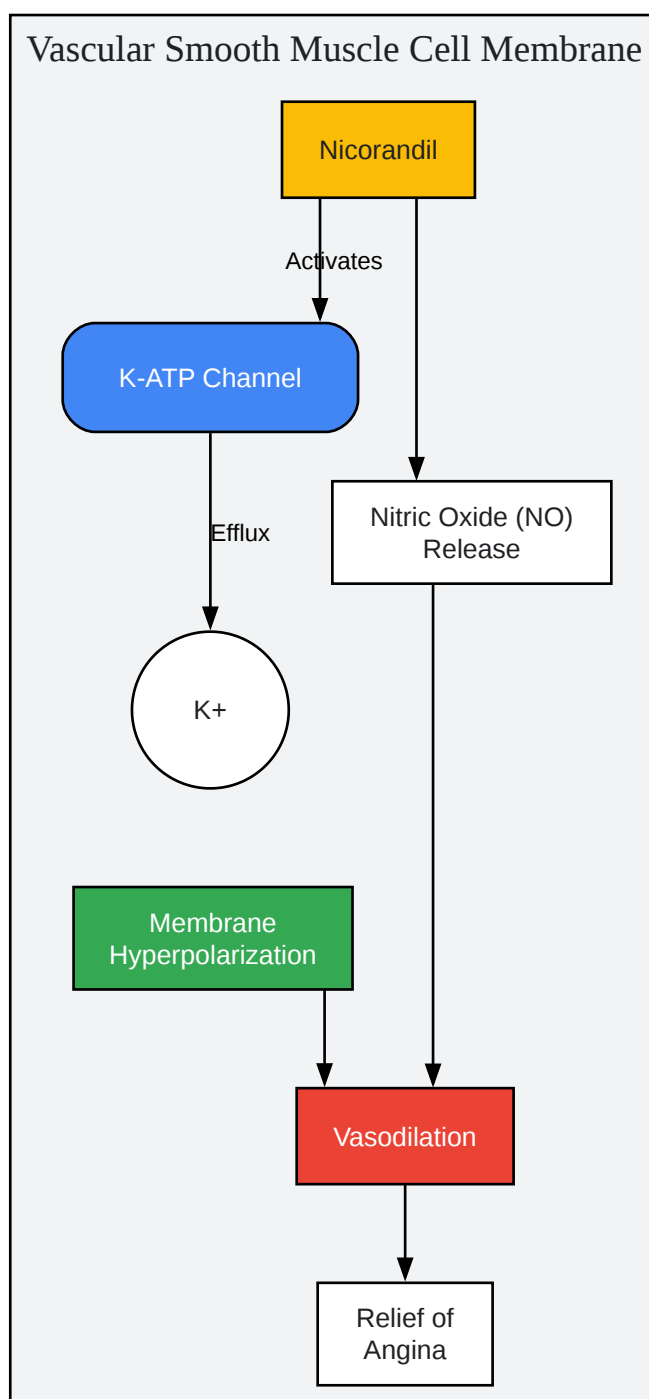 Vascular Smooth Muscle Cell Membrane
Nicorandil
Activates
K-ATP Channel
Efflux
Nitric Oxide (NO)
Release
K+
Membrane
Hyperpolarization
Vasodilation
Relief of
Angina